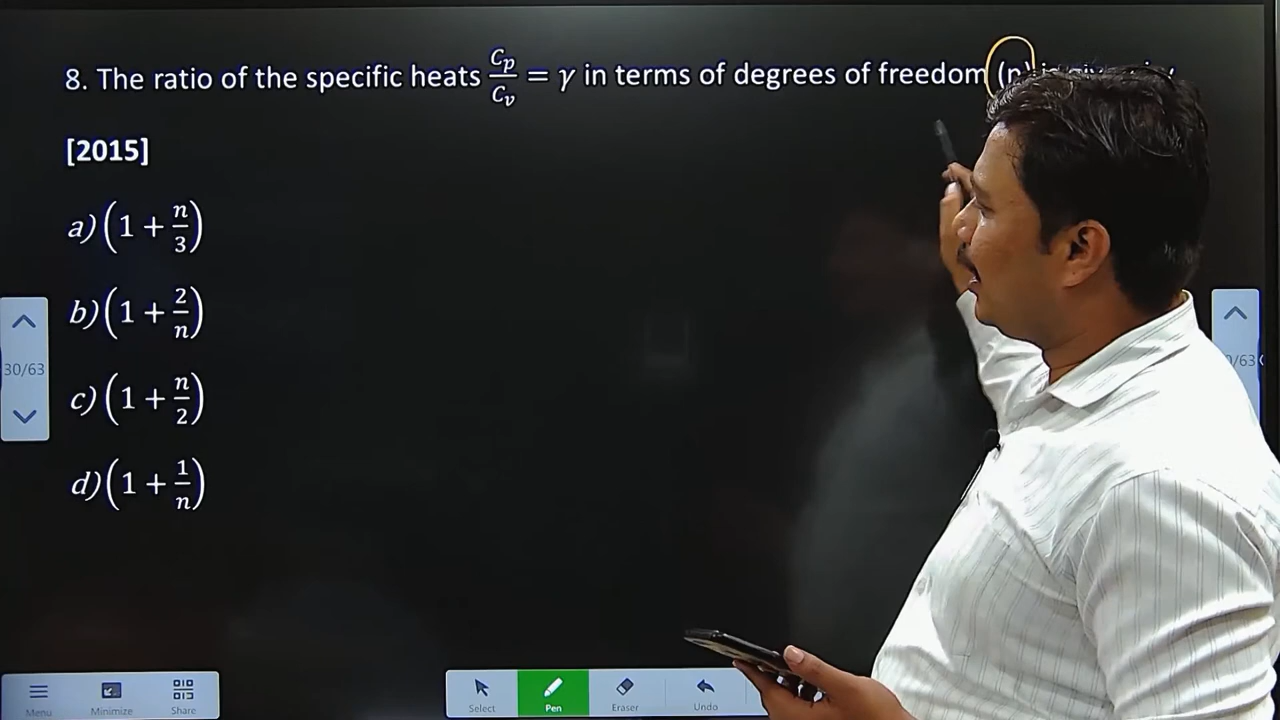 8. The ratio of the specific heats Cₚ/Cᵥ = γ in terms of degrees of freedom (n)
[2015]
a) (1 + n/3)
b) (1 + 2/n)
c) (1 + n/2)
d) (1 + 1/n)
30/63
/63
Menu
Minimize
Share
Select
Pen
Eraser
Undo